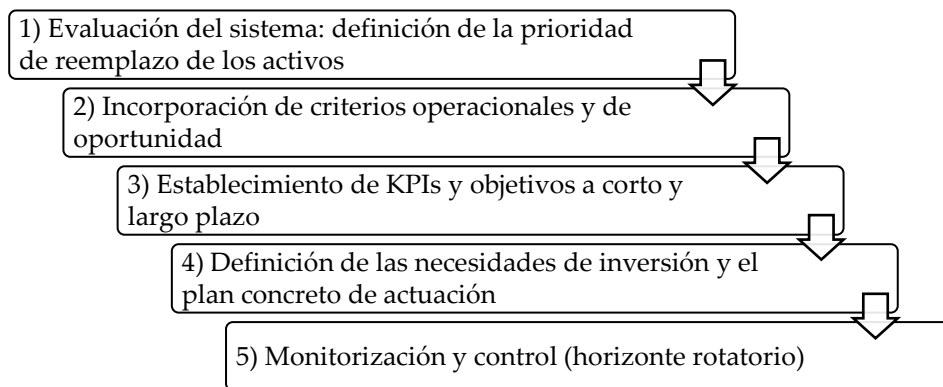 1) Evaluación del sistema: definición de la prioridad
de reemplazo de los activos
2) Incorporación de criterios operacionales y de
oportunidad
3) Establecimiento de KPIs y objetivos a corto y
largo plazo
4) Definición de las necesidades de inversión y el
plan concreto de actuación
5) Monitorización y control (horizonte rotatorio)